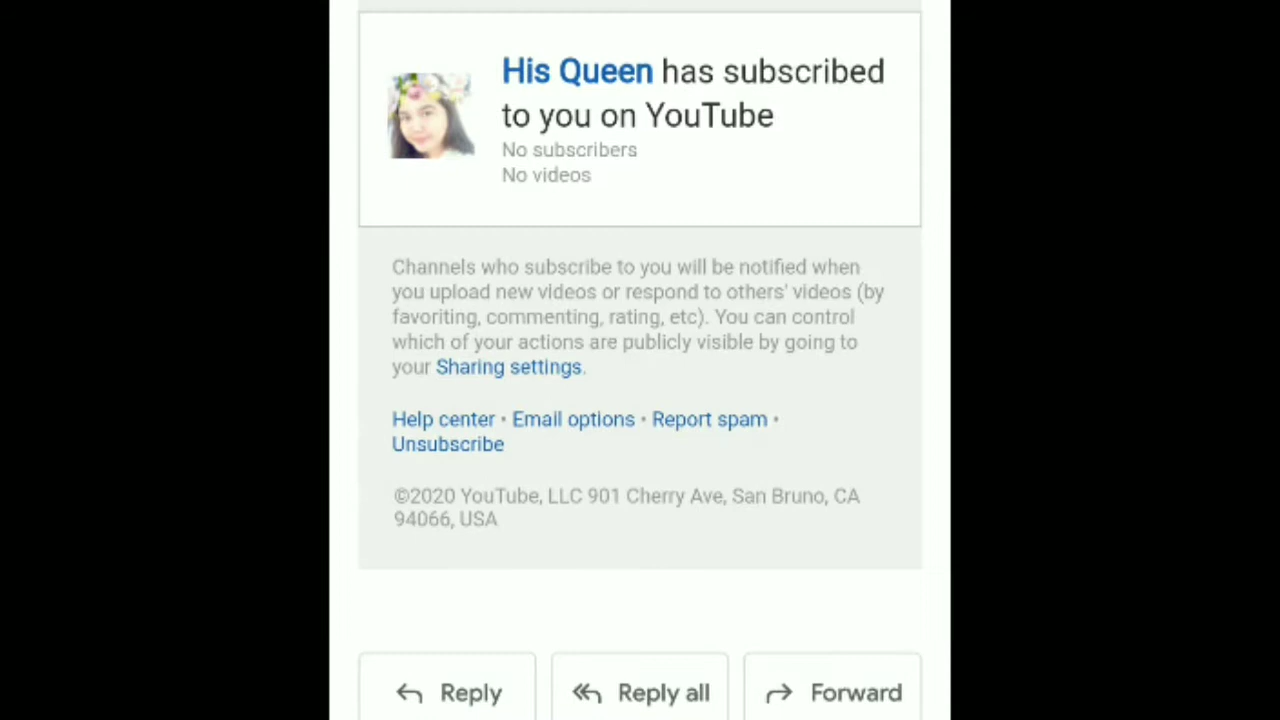 His Queen has subscribed
to you on YouTube
No subscribers
No videos
Channels who subscribe to you will be notified when
you upload new videos or respond to others' videos (by
favoriting, commenting, rating, etc). You can control
which of your actions are publicly visible by going to
your Sharing settings.
Help center • Email options • Report spam •
Unsubscribe
©2020 YouTube, LLC 901 Cherry Ave, San Bruno, CA
94066, USA
Reply Reply all Forward